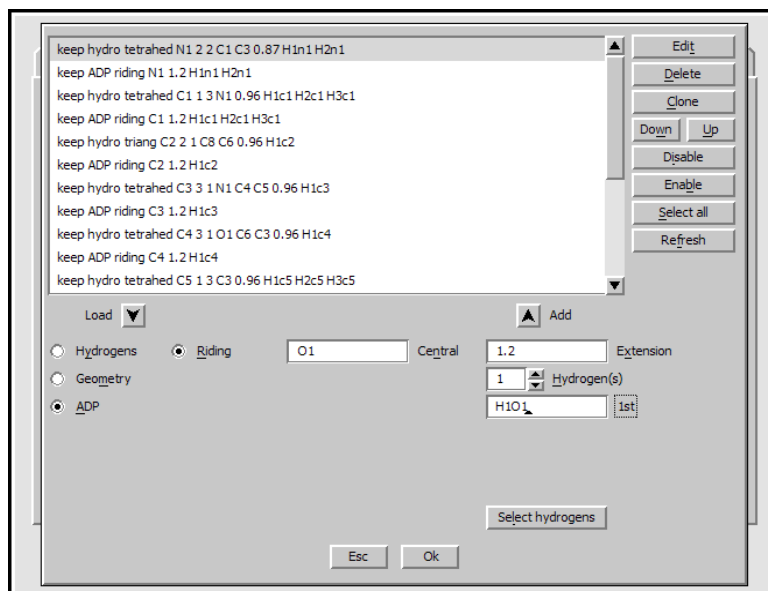 keep hydro tetrahed N1 2 2 C1 C3 0.87 H1n1 H2n1
keep ADP riding N1 1.2 H1n1 H2n1
keep hydro tetrahed C1 1 3 N1 0.96 H1c1 H2c1 H3c1
keep ADP riding C1 1.2 H1c1 H2c1 H3c1
keep hydro triang C2 2 1 C8 C6 0.96 H1c2
keep ADP riding C2 1.2 H1c2
keep hydro tetrahed C3 3 1 N1 C4 C5 0.96 H1c3
keep ADP riding C3 1.2 H1c3
keep hydro tetrahed C4 3 1 O1 C6 C3 0.96 H1c4
keep ADP riding C4 1.2 H1c4
keep hydro tetrahed C5 1 3 C3 0.96 H1c5 H2c5 H3c5
Edit
Delete
Clone
Down Up
Disable
Enable
Select all
Refresh
Load Add
Hydrogens Riding O1 Central 1.2 Extension
Geometry 1 Hydrogen(s)
ADP H1O1 1st
Select hydrogens
Esc Ok